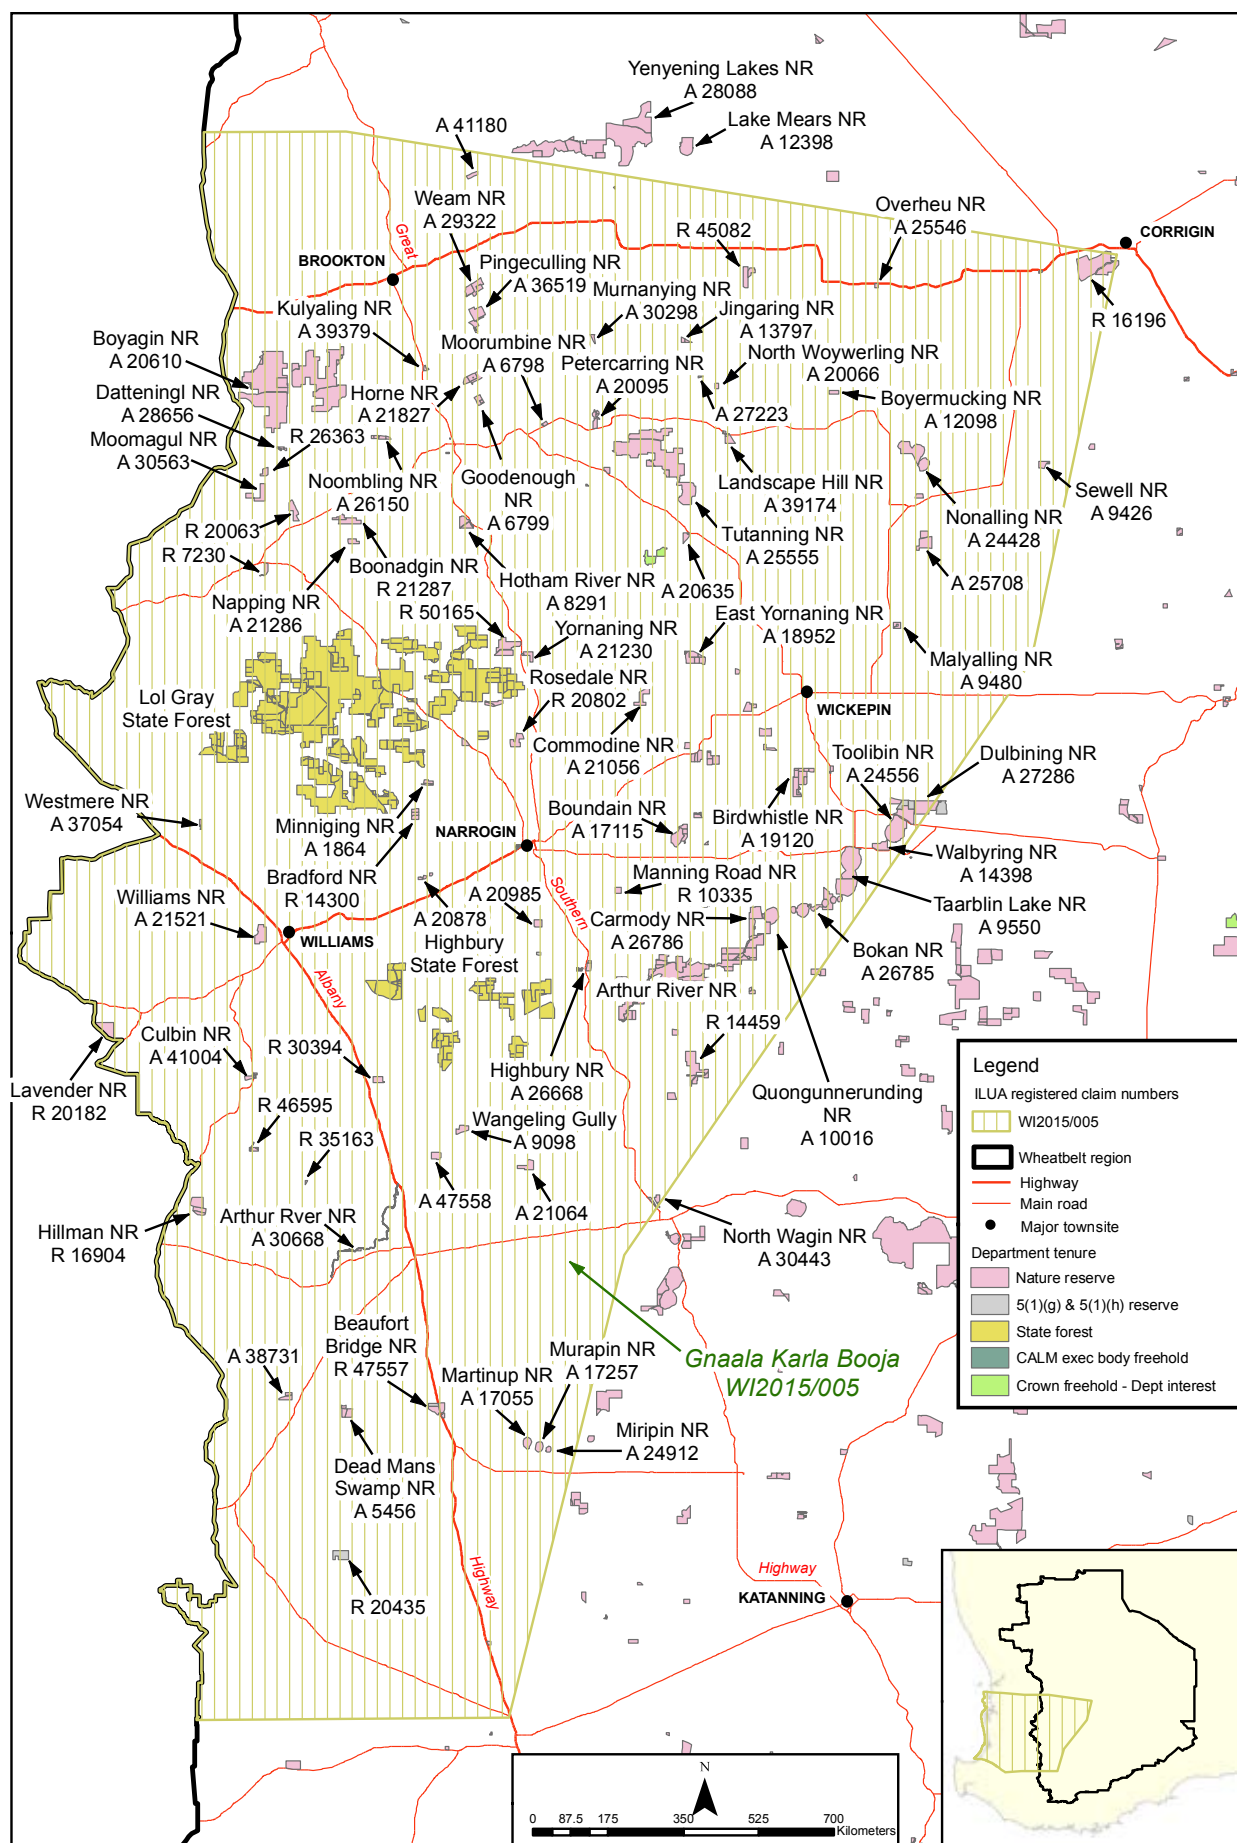 Yenyening Lakes NR
A 28088
Lake Mears NR
A 12398
A 41180
Weam NR
A 29322
Great
Overheu NR
A 25546
CORRIGIN
R 45082
BROOKTON
Pingeculling NR
A 36519
Murnanying NR
A 30298
R 16196
Kulyaling NR
A 39379
Jingaring NR
A 13797
Boyagin NR
A 20610
Moorumbine NR
A 6798
Petercarring NR
A 20095
North Woywerling NR
A 20066
Datteningl NR
A 28656
Horne NR
A 21827
A 27223
Boyermucking NR
A 12098
Moomagul NR
A 30563
R 26363
Noombling NR
A 26150
Goodenough
NR
A 6799
Landscape Hill NR
A 39174
Sewell NR
A 9426
R 20063
Nonalling NR
A 24428
Tutanning NR
A 25555
R 7230
Boonadgin NR
R 21287
Hotham River NR
A 8291
A 20635
A 25708
Napping NR
A 21286
R 50165
Yornaning NR
A 21230
East Yornaning NR
A 18952
Malyalling NR
A 9480
Rosedale NR
R 20802
Lol Gray
State Forest
WICKEPIN
Commodine NR
A 21056
Toolibin NR
A 24556
Dulbining NR
A 27286
Westmere NR
A 37054
Minniging NR
A 1864
NARROGIN
Boundain NR
A 17115
Birdwhistle NR
A 19120
Walbyring NR
A 14398
Bradford NR
R 14300
Manning Road NR
R 10335
Williams NR
A 21521
A 20878
A 20985
Southern
Carmody NR
A 26786
Taarblin Lake NR
A 9550
WILLIAMS
Highbury
State Forest
Bokan NR
A 26785
Albany
Arthur River NR
Culbin NR
A 41004
R 30394
R 14459
Lavender NR
R 20182
Highbury NR
A 26668
Quongunnerunding
NR
A 10016
R 46595
Wangeling Gully
A 9098
R 35163
A 47558
A 21064
Hillman NR
R 16904
Arthur Rver NR
A 30668
North Wagin NR
A 30443
Beaufort
Bridge NR
R 47557
Gnaala Karla Booja
WI2015/005
A 38731
Martinup NR
A 17055
Murapin NR
A 17257
Miripin NR
A 24912
Dead Mans
Swamp NR
A 5456
R 20435
Highway
Highway
KATANNING
Legend
ILUA registered claim numbers
WI2015/005
Wheatbelt region
Highway
Main road
Major townsite
Department tenure
Nature reserve
5(1)(g) & 5(1)(h) reserve
State forest
CALM exec body freehold
Crown freehold - Dept interest
N
0 87.5 175 350 525 700
Kilometers